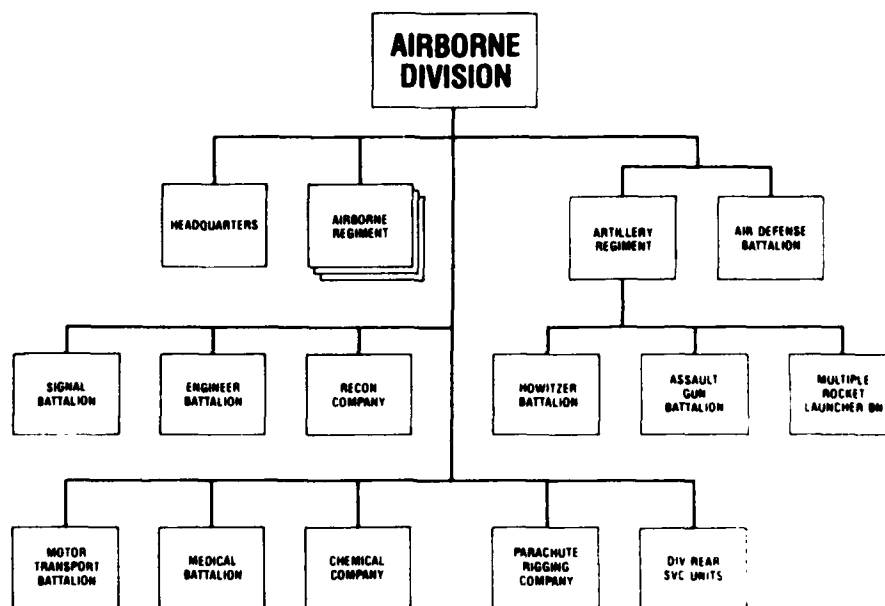 AIRBORNE
DIVISION
HEADQUARTERS
AIRBORNE
REGIMENT
ARTILLERY
REGIMENT
AIR DEFENSE
BATTALION
SIGNAL
BATTALION
ENGINEER
BATTALION
RECON
COMPANY
HOWITZER
BATTALION
ASSAULT
GUN
BATTALION
MULTIPLE
ROCKET
LAUNCHER BN
MOTOR
TRANSPORT
BATTALION
MEDICAL
BATTALION
CHEMICAL
COMPANY
PARACHUTE
RIGGING
COMPANY
DIV REAR
SVC UNITS